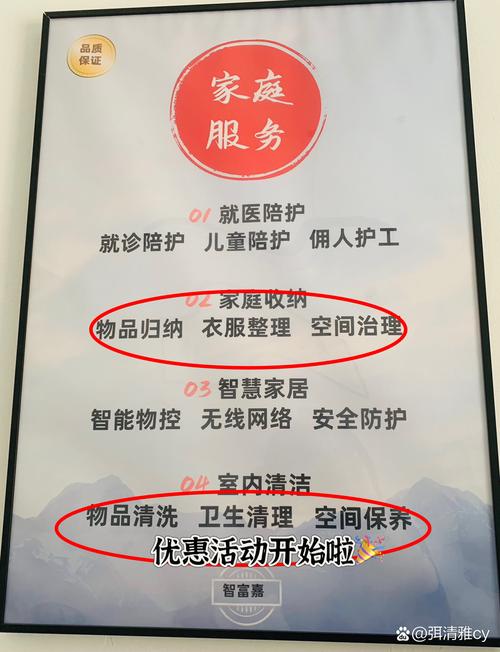 品质
保证
家庭
服务
01 就医陪护
就诊陪护 儿童陪护 佣人护工
02 家庭收纳
物品归纳 衣服整理 空间治理
03 智慧家居
智能物控 无线网络 安全防护
04 室内清洁
物品清洗 卫生清理 空间保养
优惠活动开始啦🎉
智富嘉
@弭清雅cy